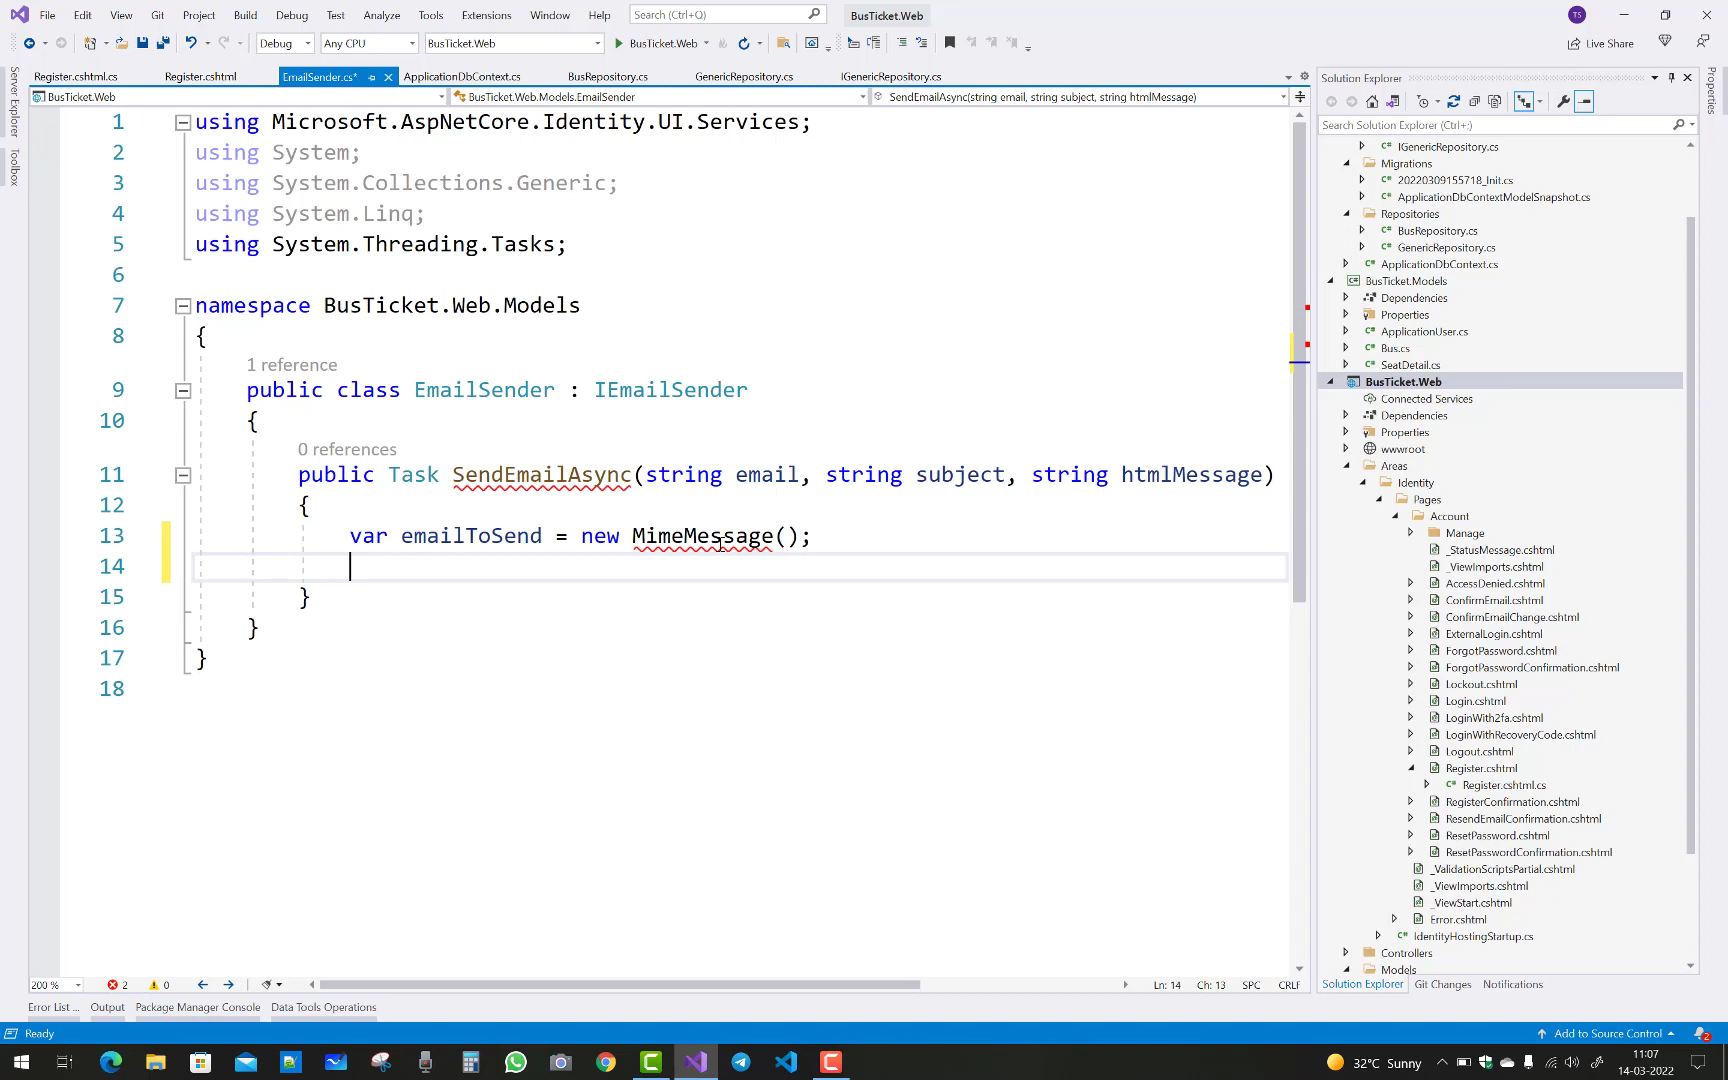 File Edit View Git Project Build Debug Test Analyze Tools Extensions Window Help Search (Ctrl+Q) BusTicket.Web TS
Debug Any CPU BusTicket.Web BusTicket.Web Live Share
Register.cshtml.cs Register.cshtml EmailSender.cs* ApplicationDbContext.cs BusRepository.cs GenericRepository.cs IGenericRepository.cs
BusTicket.Web BusTicket.Web.Models.EmailSender SendEmailAsync(string email, string subject, string htmlMessage)
Server Explorer
Toolbox
1 using Microsoft.AspNetCore.Identity.UI.Services;
2 using System;
3 using System.Collections.Generic;
4 using System.Linq;
5 using System.Threading.Tasks;
6
7 namespace BusTicket.Web.Models
8 {
1 reference
9 public class EmailSender : IEmailSender
10 {
0 references
11 public Task SendEmailAsync(string email, string subject, string htmlMessage)
12 {
13 var emailToSend = new MimeMessage();
14
15 }
16 }
17 }
18
200 % 2 0 Ln: 14 Ch: 13 SPC CRLF
Error List ... Output Package Manager Console Data Tools Operations
Solution Explorer
Search Solution Explorer (Ctrl+;)
IGenericRepository.cs
Migrations
20220309155718_Init.cs
ApplicationDbContextModelSnapshot.cs
Repositories
BusRepository.cs
GenericRepository.cs
ApplicationDbContext.cs
BusTicket.Models
Dependencies
Properties
ApplicationUser.cs
Bus.cs
SeatDetail.cs
BusTicket.Web
Connected Services
Dependencies
Properties
wwwroot
Areas
Identity
Pages
Account
Manage
_StatusMessage.cshtml
_ViewImports.cshtml
AccessDenied.cshtml
ConfirmEmail.cshtml
ConfirmEmailChange.cshtml
ExternalLogin.cshtml
ForgotPassword.cshtml
ForgotPasswordConfirmation.cshtml
Lockout.cshtml
Login.cshtml
LoginWith2fa.cshtml
LoginWithRecoveryCode.cshtml
Logout.cshtml
Register.cshtml
Register.cshtml.cs
RegisterConfirmation.cshtml
ResendEmailConfirmation.cshtml
ResetPassword.cshtml
ResetPasswordConfirmation.cshtml
_ValidationScriptsPartial.cshtml
_ViewImports.cshtml
_ViewStart.cshtml
Error.cshtml
IdentityHostingStartup.cs
Controllers
Models
Solution Explorer Git Changes Notifications
Properties
Ready Add to Source Control 2
32°C Sunny 11:07
14-03-2022